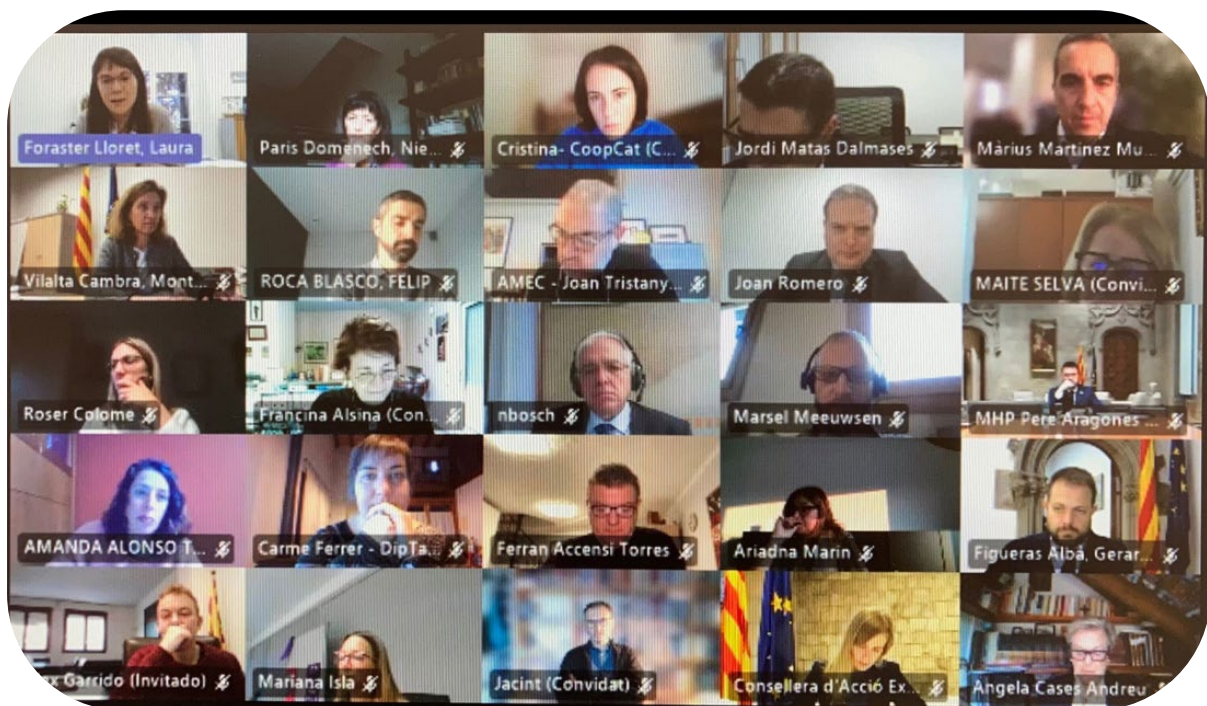 Foraster Lloret, Laura
Paris Domenech, Nie...
Cristina- CoopCat (C...
Jordi Matas Dalmases
Màrius Martínez Mu...
Vilalta Cambra, Mont...
ROCA BLASCO, FELIP
AMEC - Joan Tristany...
Joan Romero
MAITE SELVA (Convi...
Roser Colome
Francina Alsina (Con...
nbosch
Marsel Meeuwsen
MHP Pere Aragones ...
AMANDA ALONSO T...
Carme Ferrer - DipTa...
Ferran Accensi Torres
Ariadna Marin
Figueras Albà, Gerar...
Garrido (Invitado)
Mariana Isla
Jacint (Convidat)
Consellera d'Acció Ex...
Angela Cases Andreu